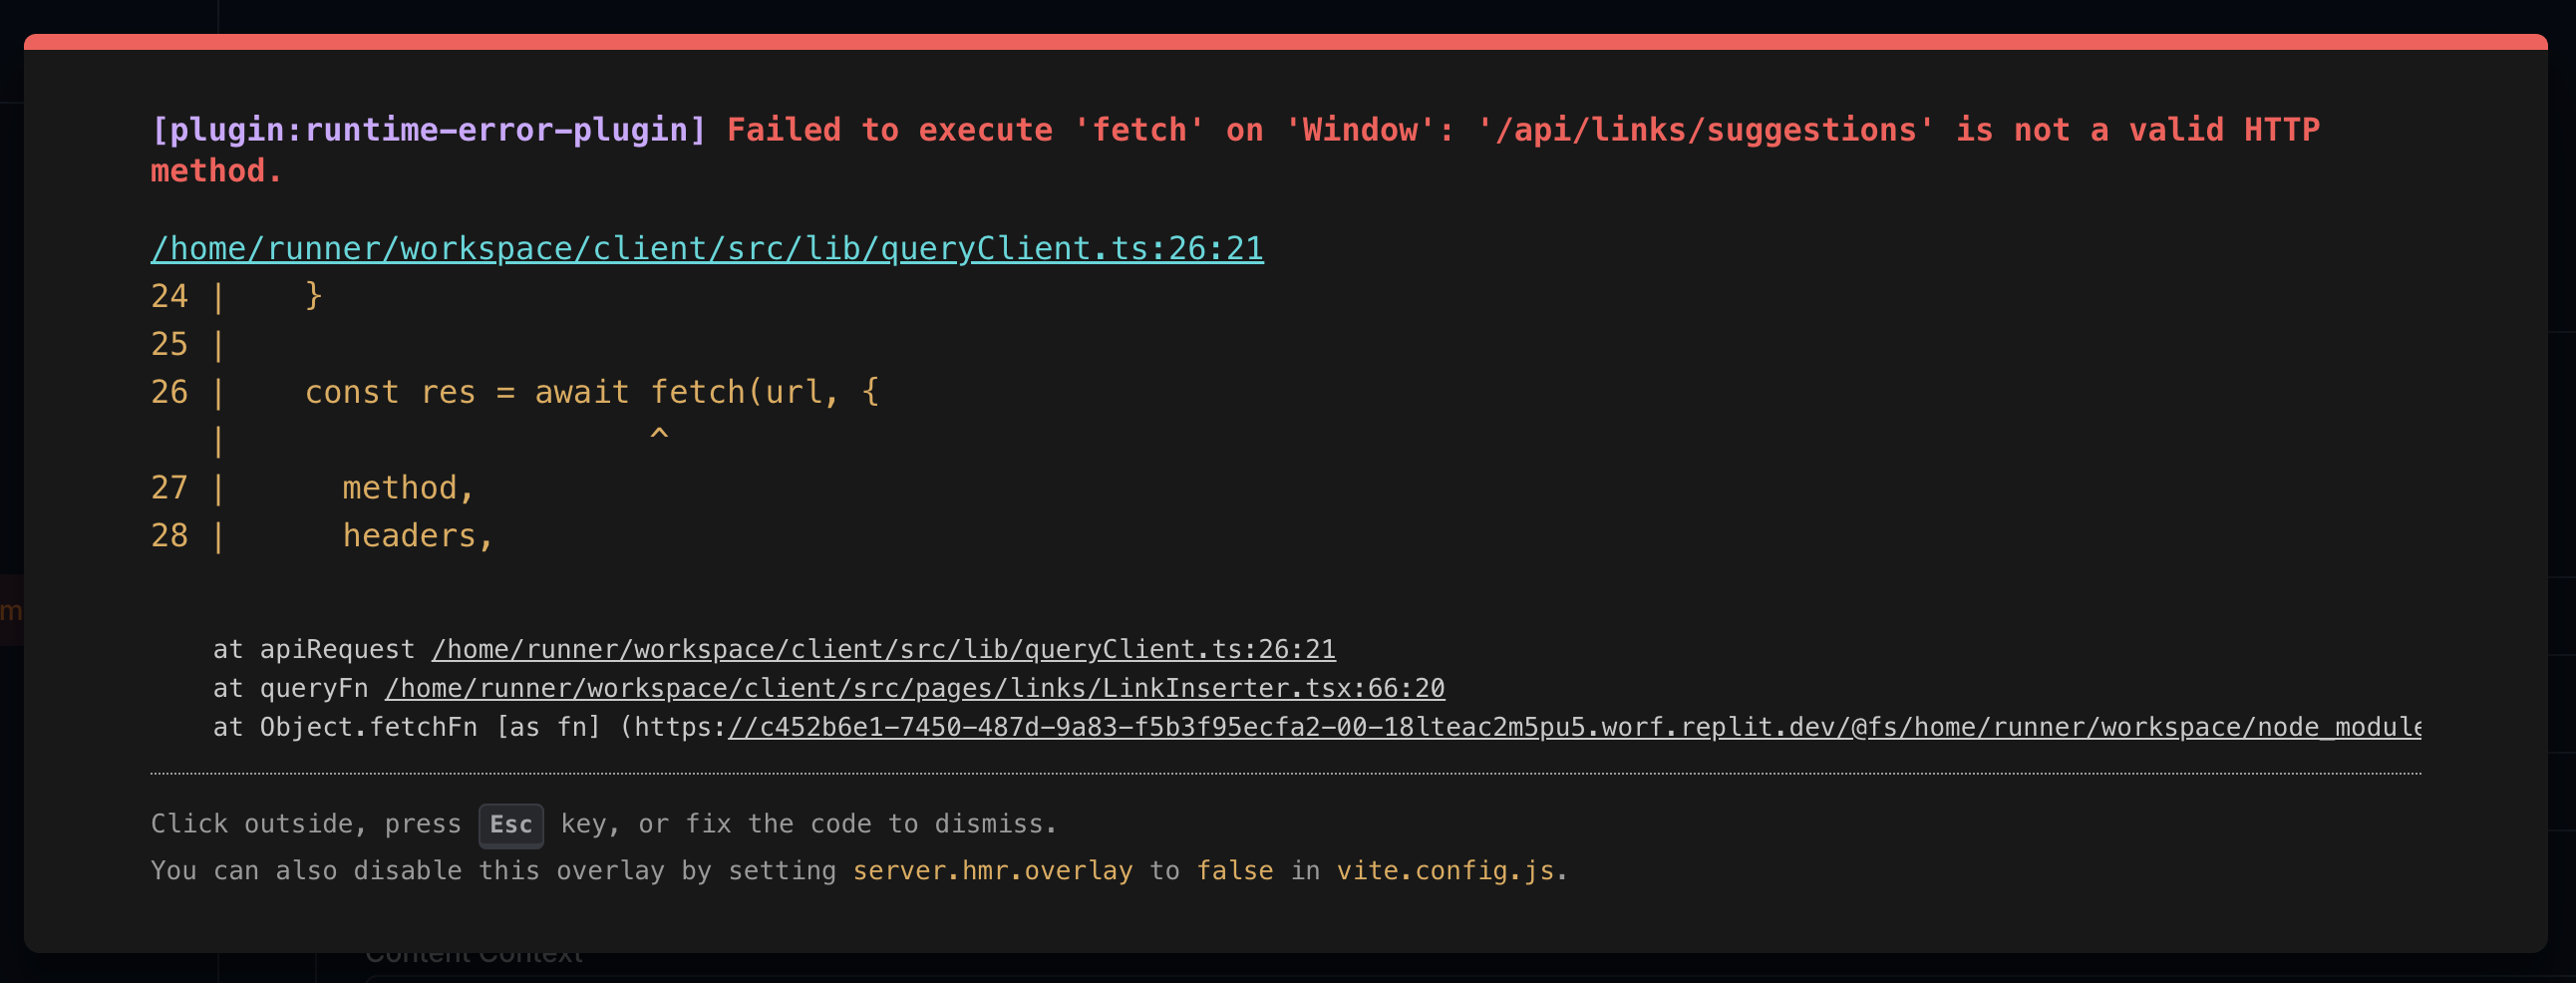 [plugin:runtime-error-plugin] Failed to execute 'fetch' on 'Window': '/api/links/suggestions' is not a valid HTTP
method.
/home/runner/workspace/client/src/lib/queryClient.ts:26:21
24 |    }
25 |
26 |    const res = await fetch(url, {
   |                      ^
27 |      method,
28 |      headers,
at apiRequest /home/runner/workspace/client/src/lib/queryClient.ts:26:21
at queryFn /home/runner/workspace/client/src/pages/links/LinkInserter.tsx:66:20
at Object.fetchFn [as fn] (https://c452b6e1-7450-487d-9a83-f5b3f95ecfa2-00-18lteac2m5pu5.worf.replit.dev/@fs/home/runner/workspace/node_module
Click outside, press Esc key, or fix the code to dismiss.
You can also disable this overlay by setting server.hmr.overlay to false in vite.config.js.
Content Context